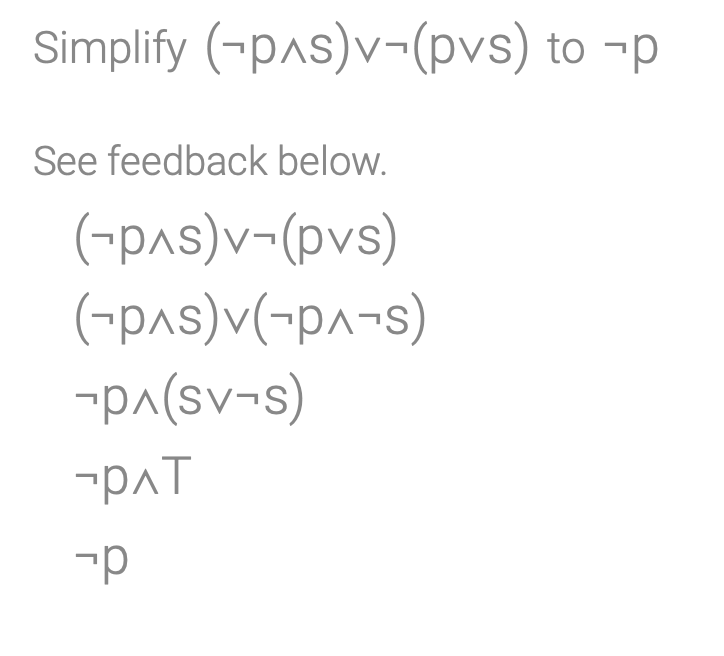 Simplify (¬p∧s)∨¬(p∨s) to ¬p
See feedback below.
(¬p∧s)∨¬(p∨s)
(¬p∧s)∨(¬p∧¬s)
¬p∧(s∨¬s)
¬p∧T
¬p